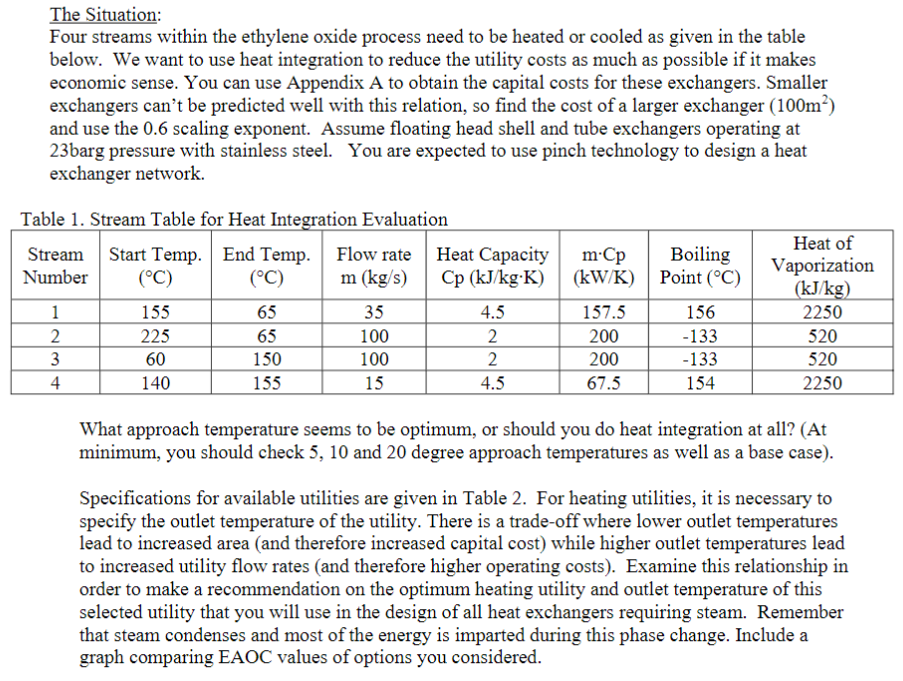 The Situation:
Four streams within the ethylene oxide process need to be heated or cooled as given in the table
below.  We want to use heat integration to reduce the utility costs as much as possible if it makes
economic sense. You can use Appendix A to obtain the capital costs for these exchangers. Smaller
exchangers can't be predicted well with this relation, so find the cost of a larger exchanger (100m²)
and use the 0.6 scaling exponent.  Assume floating head shell and tube exchangers operating at
23barg pressure with stainless steel.   You are expected to use pinch technology to design a heat
exchanger network.
Table 1. Stream Table for Heat Integration Evaluation
Stream Number | Start Temp. (°C) | End Temp. (°C) | Flow rate m (kg/s) | Heat Capacity Cp (kJ/kg·K) | m·Cp (kW/K) | Boiling Point (°C) | Heat of Vaporization (kJ/kg)
1 | 155 | 65 | 35 | 4.5 | 157.5 | 156 | 2250
2 | 225 | 65 | 100 | 2 | 200 | -133 | 520
3 | 60 | 150 | 100 | 2 | 200 | -133 | 520
4 | 140 | 155 | 15 | 4.5 | 67.5 | 154 | 2250
What approach temperature seems to be optimum, or should you do heat integration at all? (At
minimum, you should check 5, 10 and 20 degree approach temperatures as well as a base case).
Specifications for available utilities are given in Table 2.  For heating utilities, it is necessary to
specify the outlet temperature of the utility. There is a trade-off where lower outlet temperatures
lead to increased area (and therefore increased capital cost) while higher outlet temperatures lead
to increased utility flow rates (and therefore higher operating costs).  Examine this relationship in
order to make a recommendation on the optimum heating utility and outlet temperature of this
selected utility that you will use in the design of all heat exchangers requiring steam.  Remember
that steam condenses and most of the energy is imparted during this phase change. Include a
graph comparing EAOC values of options you considered.